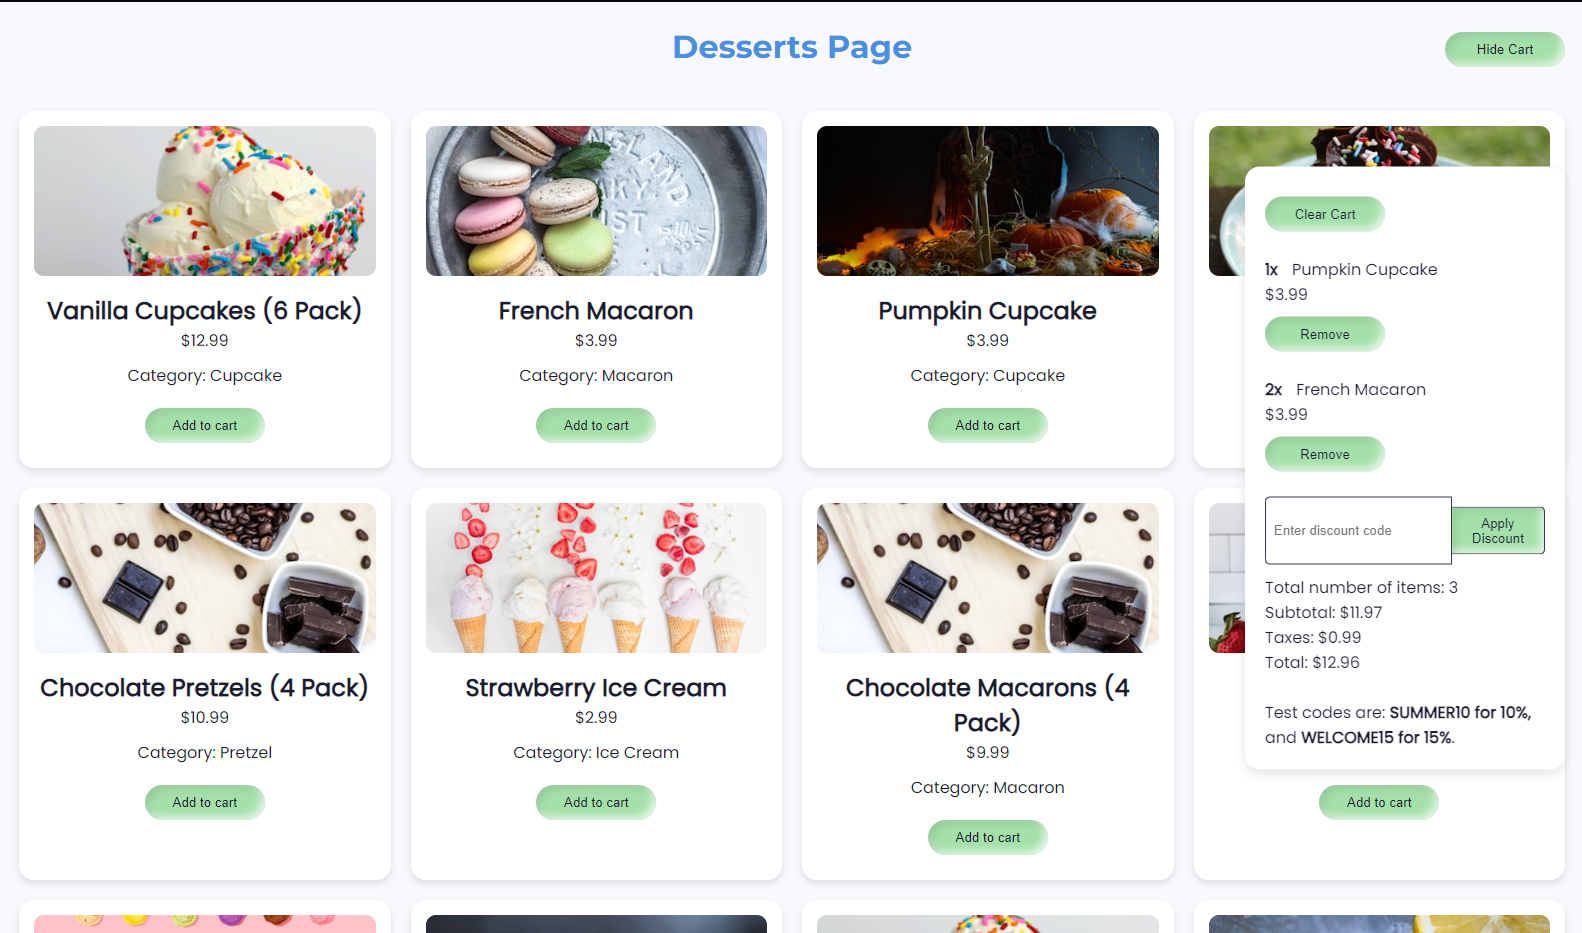 Desserts Page
Hide Cart
Vanilla Cupcakes (6 Pack)
$12.99
Category: Cupcake
Add to cart
French Macaron
$3.99
Category: Macaron
Add to cart
Pumpkin Cupcake
$3.99
Category: Cupcake
Add to cart
Clear Cart
1x Pumpkin Cupcake
$3.99
Remove
2x French Macaron
$3.99
Remove
Enter discount code
Apply
Discount
Total number of items: 3
Subtotal: $11.97
Taxes: $0.99
Total: $12.96
Test codes are: SUMMER10 for 10%,
and WELCOME15 for 15%.
Chocolate Pretzels (4 Pack)
$10.99
Category: Pretzel
Add to cart
Strawberry Ice Cream
$2.99
Category: Ice Cream
Add to cart
Chocolate Macarons (4
Pack)
$9.99
Category: Macaron
Add to cart
Add to cart